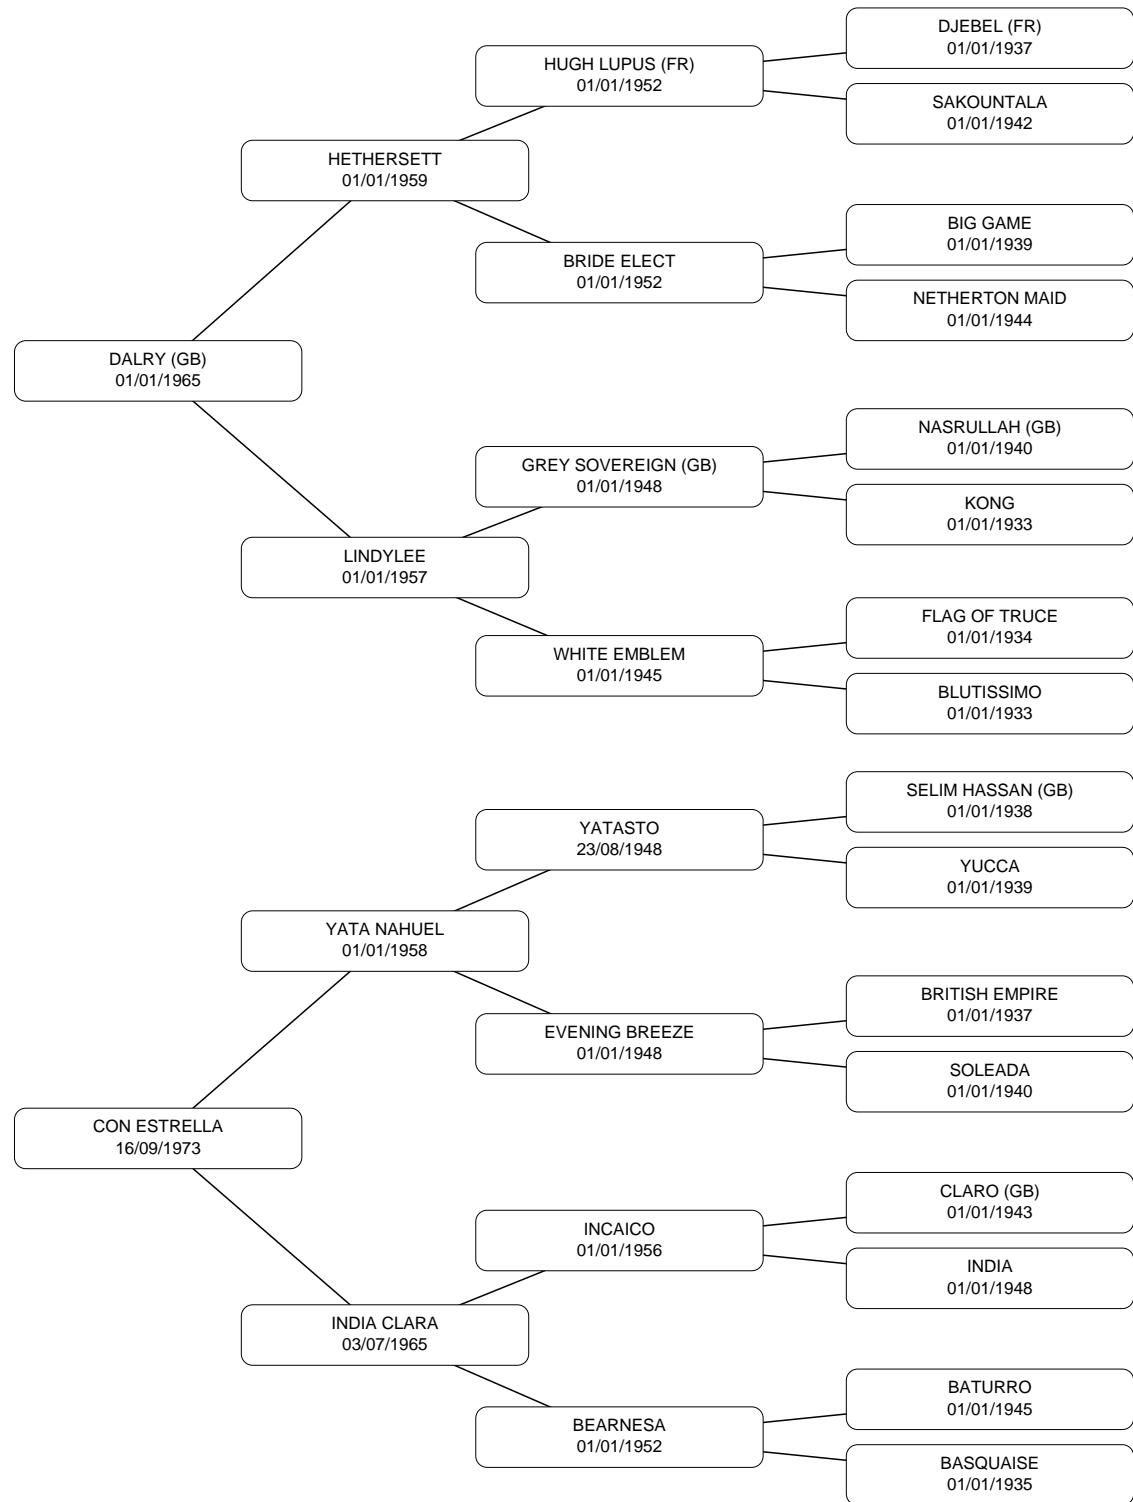 DJEBEL (FR)
01/01/1937
HUGH LUPUS (FR)
01/01/1952
SAKOUNTALA
01/01/1942
HETHERSETT
01/01/1959
BIG GAME
01/01/1939
BRIDE ELECT
01/01/1952
NETHERTON MAID
01/01/1944
DALRY (GB)
01/01/1965
NASRULLAH (GB)
01/01/1940
GREY SOVEREIGN (GB)
01/01/1948
KONG
01/01/1933
LINDYLEE
01/01/1957
FLAG OF TRUCE
01/01/1934
WHITE EMBLEM
01/01/1945
BLUTISSIMO
01/01/1933
SELIM HASSAN (GB)
01/01/1938
YATASTO
23/08/1948
YUCCA
01/01/1939
YATA NAHUEL
01/01/1958
BRITISH EMPIRE
01/01/1937
EVENING BREEZE
01/01/1948
SOLEADA
01/01/1940
CON ESTRELLA
16/09/1973
CLARO (GB)
01/01/1943
INCAICO
01/01/1956
INDIA
01/01/1948
INDIA CLARA
03/07/1965
BATURRO
01/01/1945
BEARNESA
01/01/1952
BASQUAISE
01/01/1935